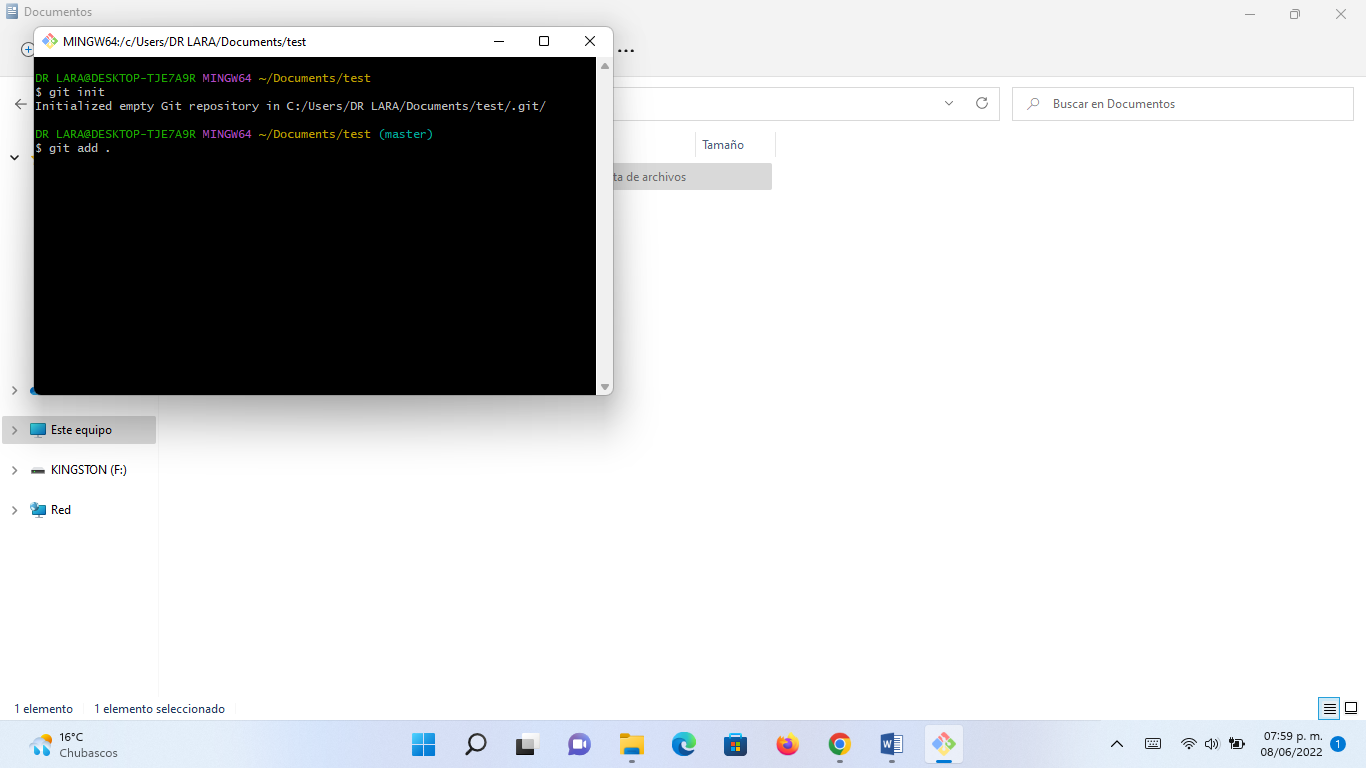 Documentos
MINGW64:/c/Users/DR LARA/Documents/test
DR LARA@DESKTOP-TJE7A9R MINGW64 ~/Documents/test
$ git init
Initialized empty Git repository in C:/Users/DR LARA/Documents/test/.git/
DR LARA@DESKTOP-TJE7A9R MINGW64 ~/Documents/test (master)
$ git add .
Buscar en Documentos
Tamaño
ta de archivos
Este equipo
KINGSTON (F:)
Red
1 elemento 1 elemento seleccionado
16°C
Chubascos
07:59 p. m.
08/06/2022
1